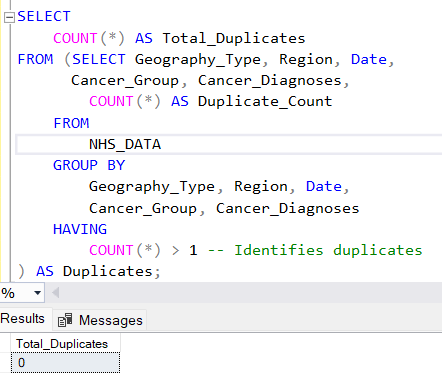 SELECT
COUNT(*) AS Total_Duplicates
FROM (SELECT Geography_Type, Region, Date,
Cancer_Group, Cancer_Diagnoses,
COUNT(*) AS Duplicate_Count
FROM
NHS_DATA
GROUP BY
Geography_Type, Region, Date,
Cancer_Group, Cancer_Diagnoses
HAVING
COUNT(*) > 1 -- Identifies duplicates
) AS Duplicates;
%
Results Messages
Total_Duplicates
0